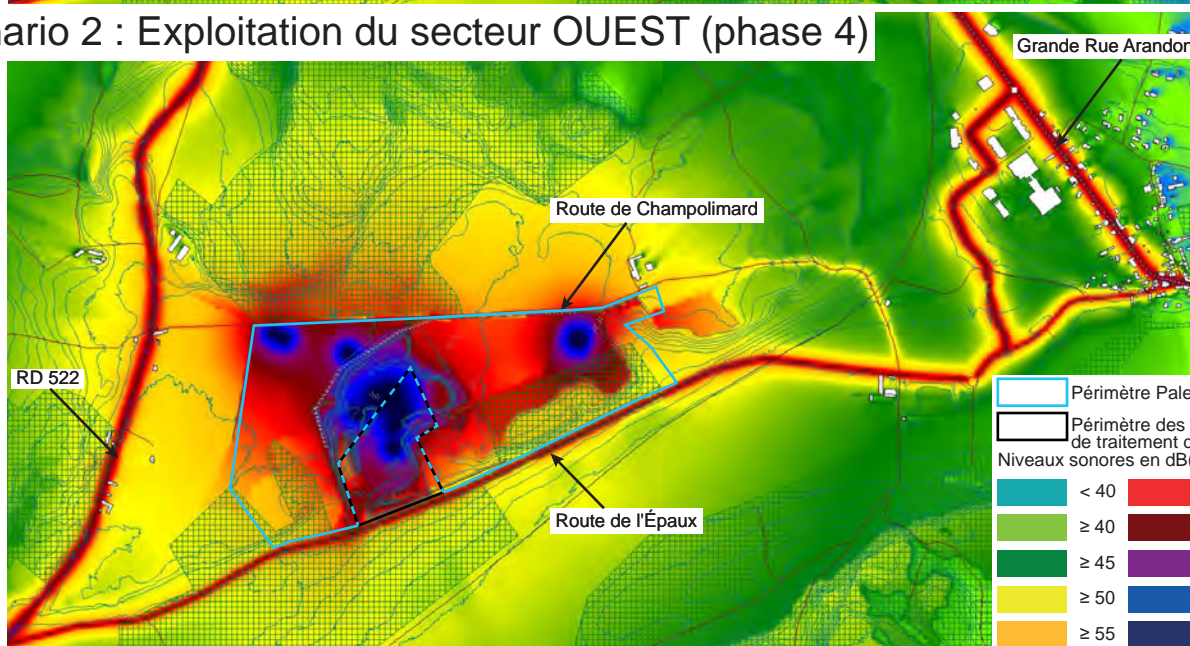 ario 2 : Exploitation du secteur OUEST (phase 4)
Grande Rue Arandon
Route de Champolimard
RD 522
Route de l'Épaux
Périmètre Pale
Périmètre des
de traitement d
Niveaux sonores en dB(
< 40
≥ 40
≥ 45
≥ 50
≥ 55